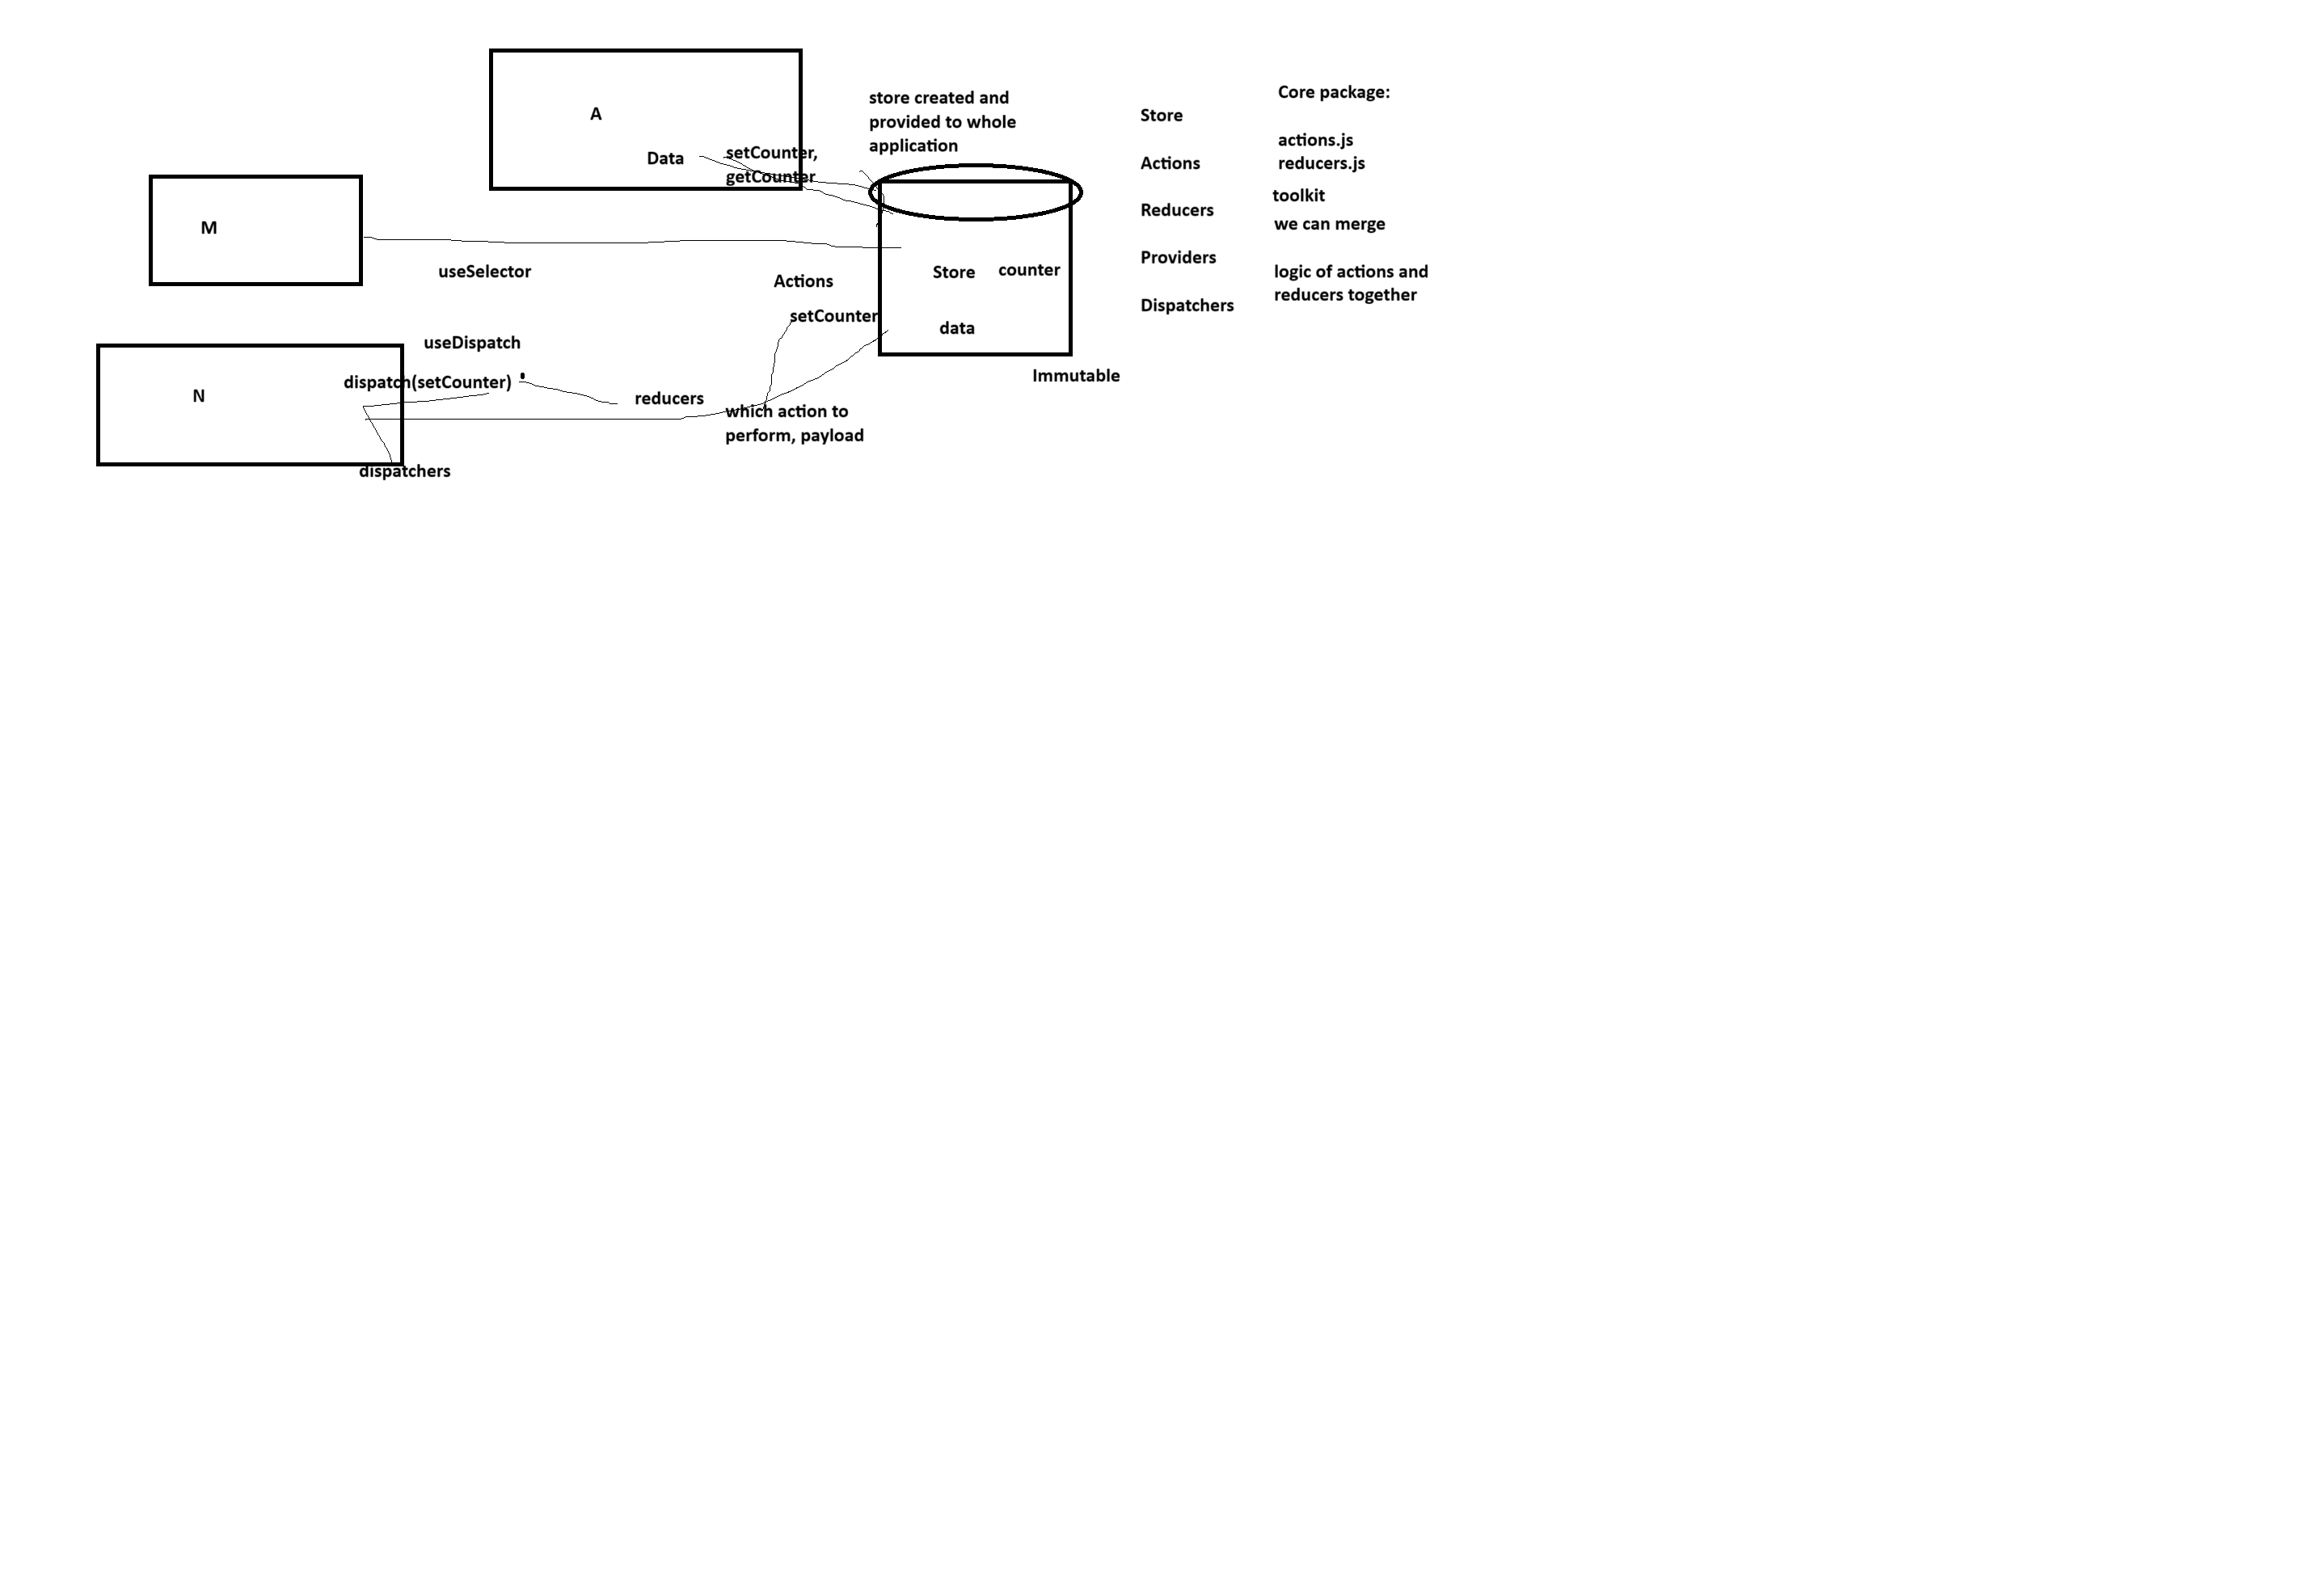 A
Data
setCounter,
getCounter
store created and
provided to whole
application
M
useSelector
Actions
setCounter
Store
counter
data
Immutable
useDispatch
N
dispatch(setCounter)
reducers
which action to
perform, payload
dispatchers
Store
Actions
Reducers
Providers
Dispatchers
Core package:
actions.js
reducers.js
toolkit
we can merge
logic of actions and
reducers together